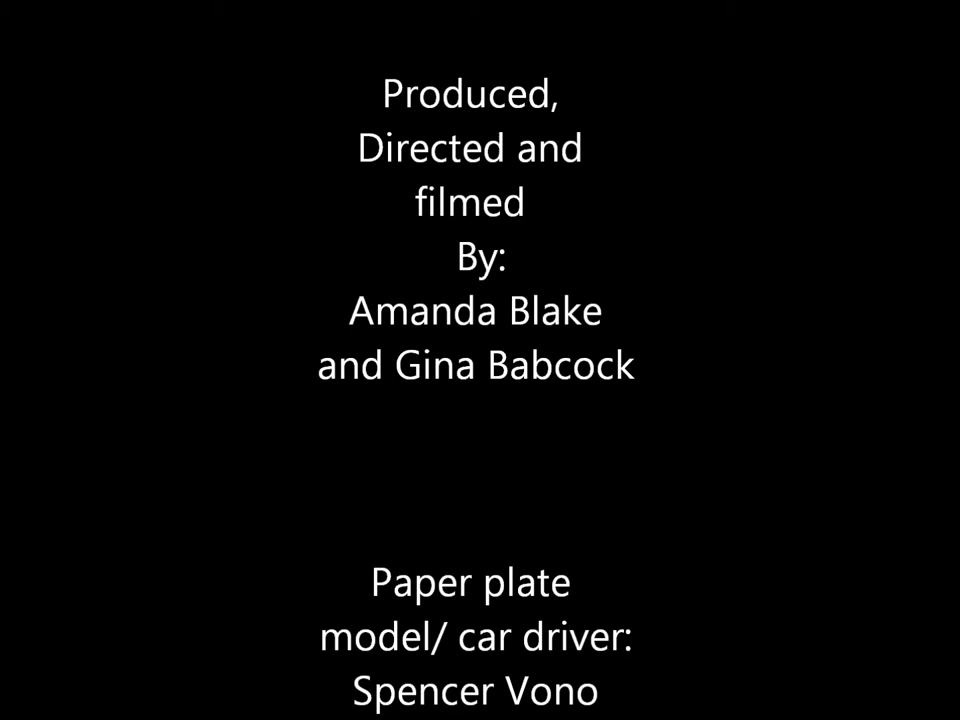 Produced,
Directed and
filmed
By:
Amanda Blake
and Gina Babcock
Paper plate
model/ car driver:
Spencer Vono